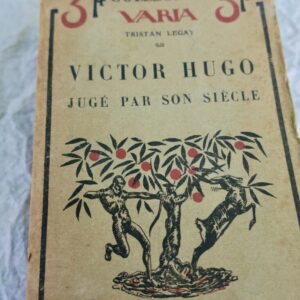 3F VARIA 3F
TRISTAN LEGAY
VICTOR HUGO
JUGÉ PAR SON SIÈCLE